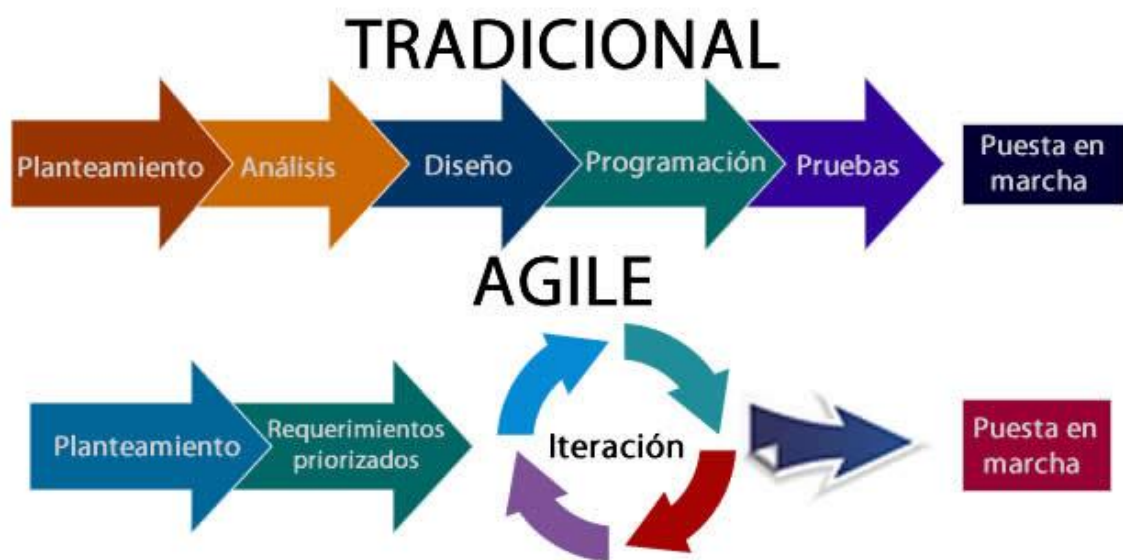 TRADICIONAL
Planteamiento
Análisis
Diseño
Programación
Pruebas
Puesta en
marcha
AGILE
Planteamiento
Requerimientos
priorizados
Iteración
Puesta en
marcha